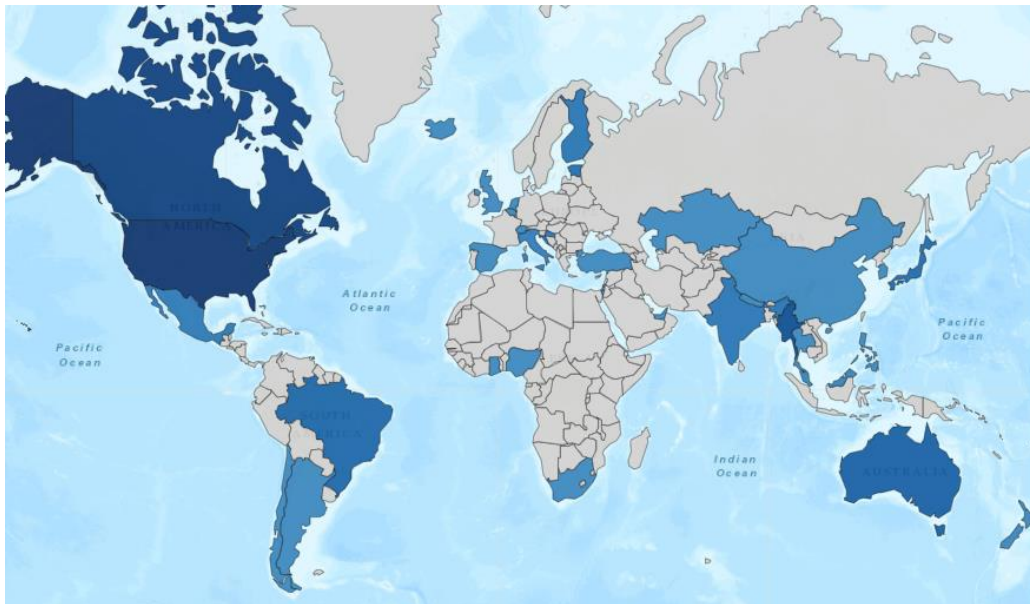 NORTH
AMERICA
Atlantic
Ocean
Pacific
Ocean
Pacific
Ocean
SOUTH
AMERICA
Indian
Ocean
AUSTRALIA